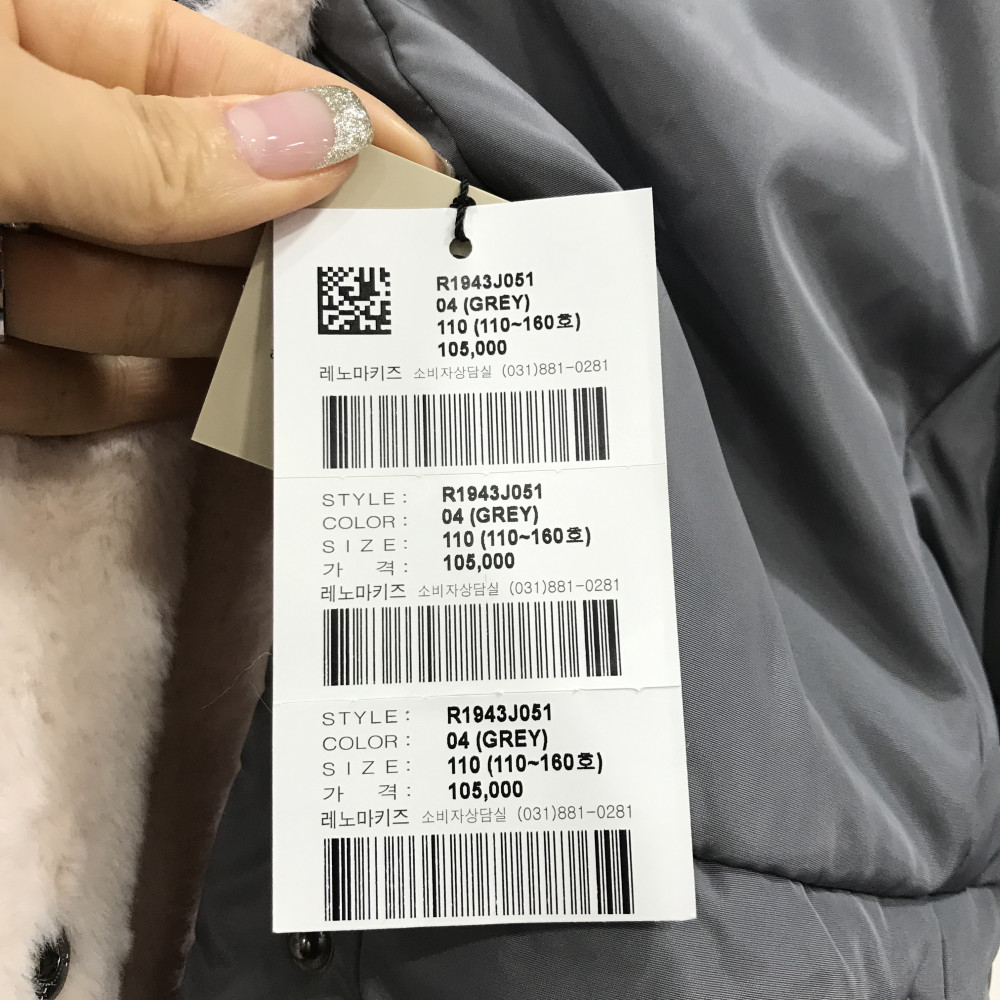 R1943J051
04 (GREY)
110 (110~160호)
105,000
레노마키즈 소비자상담실 (031)881-0281
STYLE: R1943J051
COLOR: 04 (GREY)
SIZE: 110 (110~160호)
가 격: 105,000
레노마키즈 소비자상담실 (031)881-0281
STYLE: R1943J051
COLOR: 04 (GREY)
SIZE: 110 (110~160호)
가 격: 105,000
레노마키즈 소비자상담실 (031)881-0281